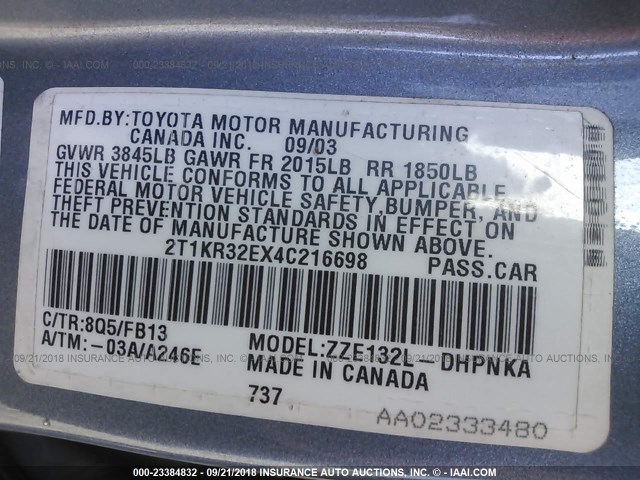 MFD.BY:TOYOTA MOTOR MANUFACTURING
CANADA INC. 09/03
GVWR 3845LB GAWR FR 2015LB RR 1850LB
THIS VEHICLE CONFORMS TO ALL APPLICABLE
FEDERAL MOTOR VEHICLE SAFETY,BUMPER, AND
THEFT PREVENTION STANDARDS IN EFFECT ON
THE DATE OF MANUFACTURE SHOWN ABOVE.
2T1KR32EX4C216698 PASS.CAR
C/TR:8Q5/FB13
A/TM:-03A/A246E
MODEL:ZZE132L-DHPNKA
MADE IN CANADA
737
AA02333480
000-23384832 - 09/21/2018 INSURANCE AUTO AUCTIONS INC. - © - IAAI.COM